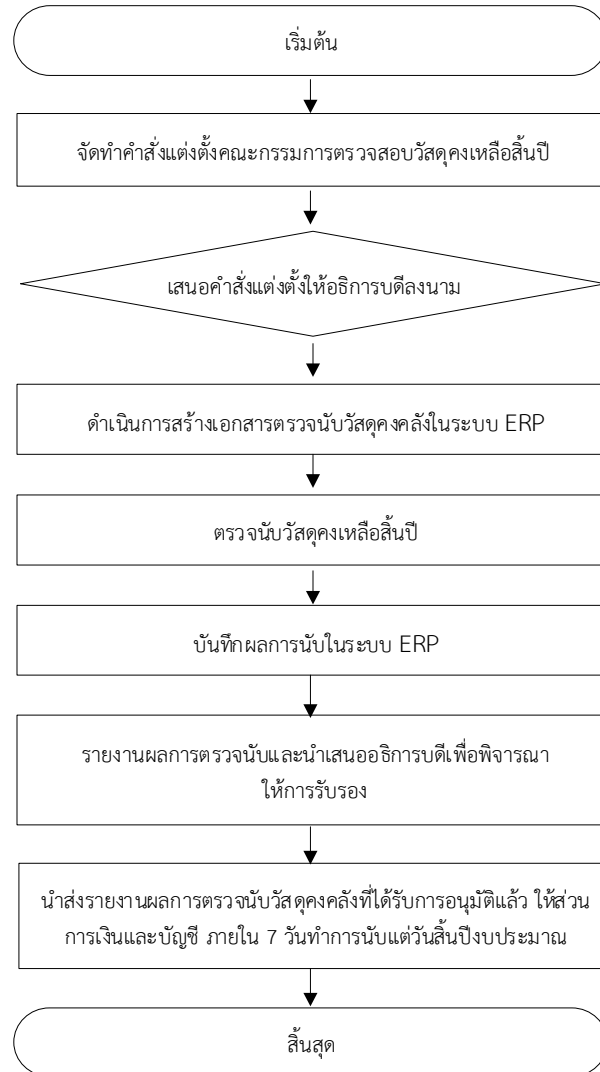 เริ่มต้น
จัดทำคำสั่งแต่งตั้งคณะกรรมการตรวจสอบวัสดุคงเหลือสิ้นปี
เสนอคำสั่งแต่งตั้งให้อธิการบดีลงนาม
ดำเนินการสร้างเอกสารตรวจนับวัสดุคงคลังในระบบ ERP
ตรวจนับวัสดุคงเหลือสิ้นปี
บันทึกผลการนับในระบบ ERP
รายงานผลการตรวจนับและนำเสนออธิการบดีเพื่อพิจารณา
ให้การรับรอง
นำส่งรายงานผลการตรวจนับวัสดุคงคลังที่ได้รับการอนุมัติแล้ว ให้ส่วน
การเงินและบัญชี ภายใน 7 วันทำการนับแต่วันสิ้นปีงบประมาณ
สิ้นสุด